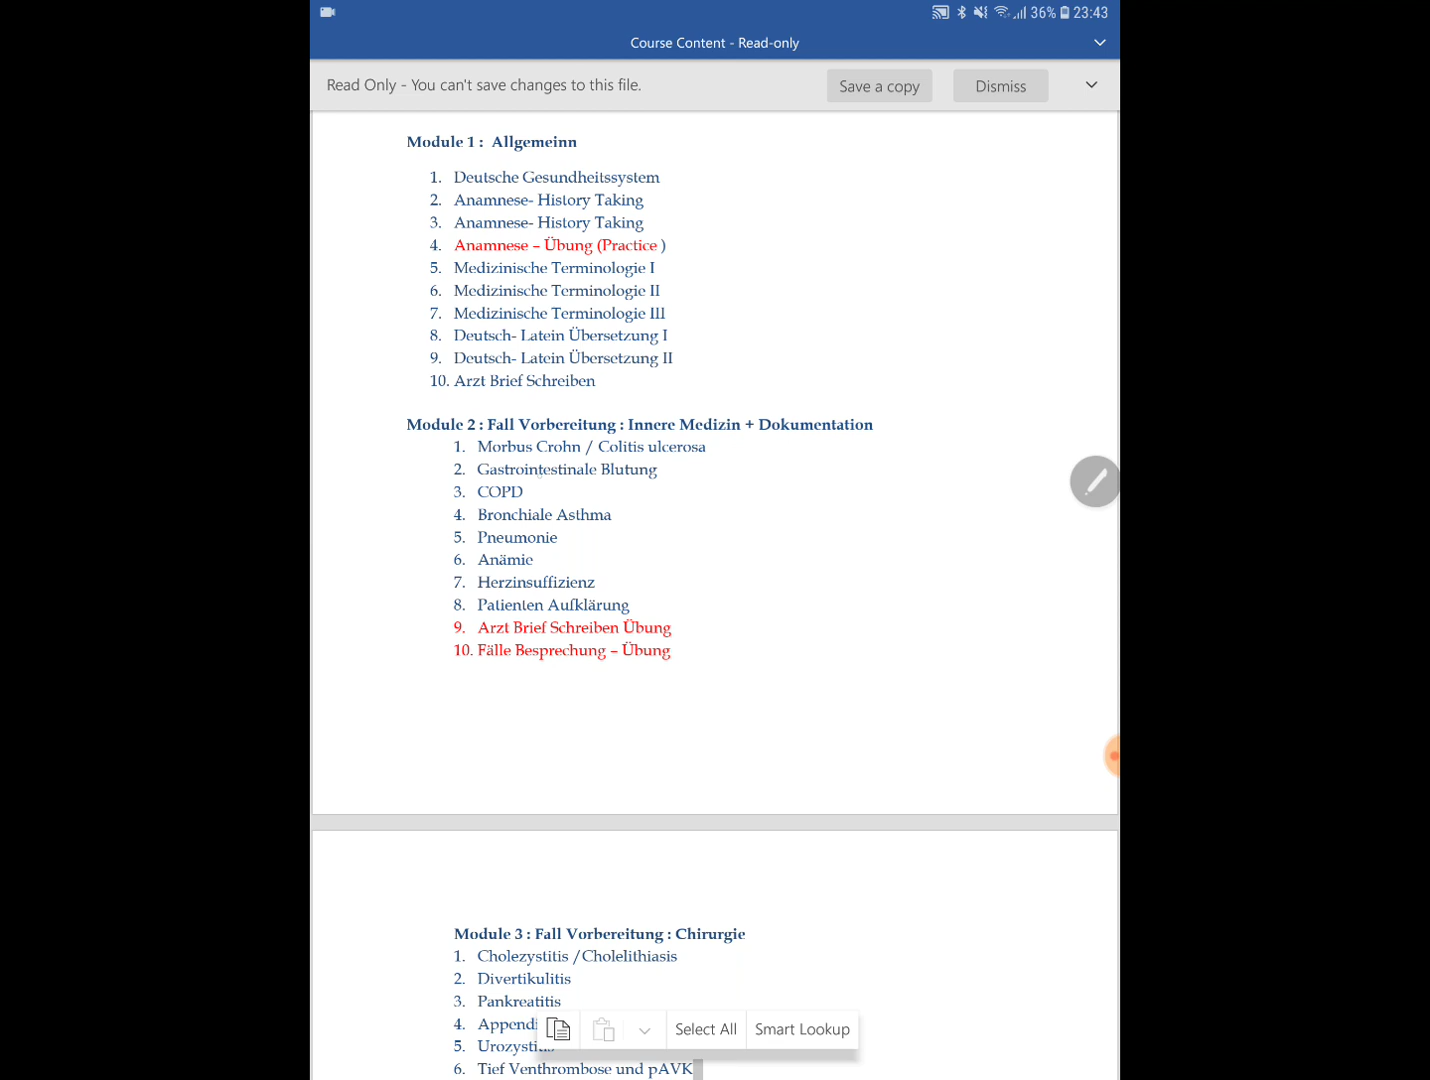 36% 23:43
Course Content - Read-only
Read Only - You can't save changes to this file.
Save a copy
Dismiss
Module 1 : Allgemeinn
1. Deutsche Gesundheitssystem
2. Anamnese- History Taking
3. Anamnese- History Taking
4. Anamnese – Übung (Practice )
5. Medizinische Terminologie I
6. Medizinische Terminologie II
7. Medizinische Terminologie III
8. Deutsch- Latein Übersetzung I
9. Deutsch- Latein Übersetzung II
10. Arzt Brief Schreiben
Module 2 : Fall Vorbereitung : Innere Medizin + Dokumentation
1. Morbus Crohn / Colitis ulcerosa
2. Gastrointestinale Blutung
3. COPD
4. Bronchiale Asthma
5. Pneumonie
6. Anämie
7. Herzinsuffizienz
8. Patienten Aufklärung
9. Arzt Brief Schreiben Übung
10. Fälle Besprechung – Übung
Module 3 : Fall Vorbereitung : Chirurgie
1. Cholezystitis /Cholelithiasis
2. Divertikulitis
3. Pankreatitis
4.
5.
Select All
Smart Lookup
6. Tief Venthrombose und pAVK